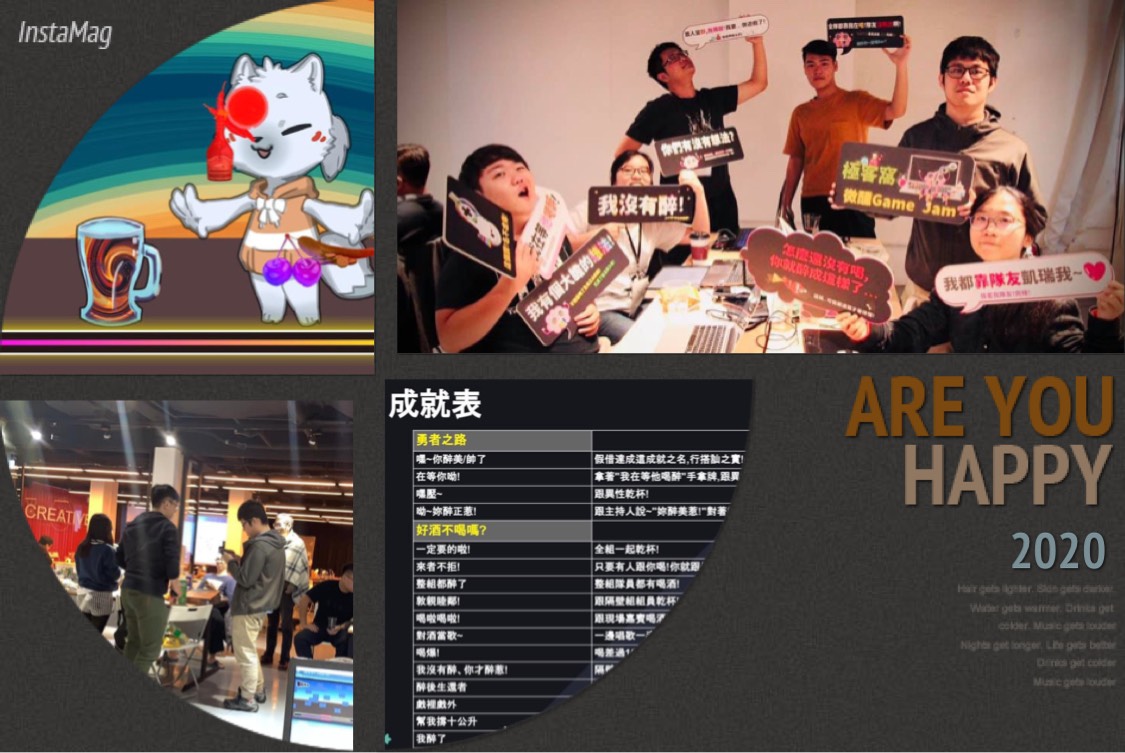 InstaMag
你們有沒有想法?
我沒有醉!
極客窩
微醺Game Jam
怎麼還沒有喝,
你就醉成這樣了...
我有個大膽的想法!
我都靠隊友凱瑞我~
CREATIVE
成就表
勇者之路
嘿~你醉美/帥了 假借達成這成就之名,行搭訕之實!
在等你呦! 拿著"我在等他喝醉"手拿牌,跟異
嘿壓~ 跟異性乾杯!
呦~妳醉正惹! 跟主持人說~"妳醉美惹!"對著
好酒不喝嗎?
一定要的啦! 全組一起乾杯!
來者不拒! 只要有人跟你喝!你就跟
整組都醉了 整組隊員都有喝酒!
敦親睦鄰! 跟隔壁組組員乾杯
喝啦喝啦! 跟現場嘉賓喝酒
對酒當歌~ 一邊唱歌一
喝爆! 喝差過1
我沒有醉、你才醉惹! 隔
醉後生還者
戲裡戲外
幫我撐十公升
我醉了
ARE YOU
HAPPY
2020
Hair gets lighter. Skin gets darker.
Water gets warmer. Drinks get
colder. Music gets louder
Nights get longer. Life gets better
Drinks get colder
Music gets louder